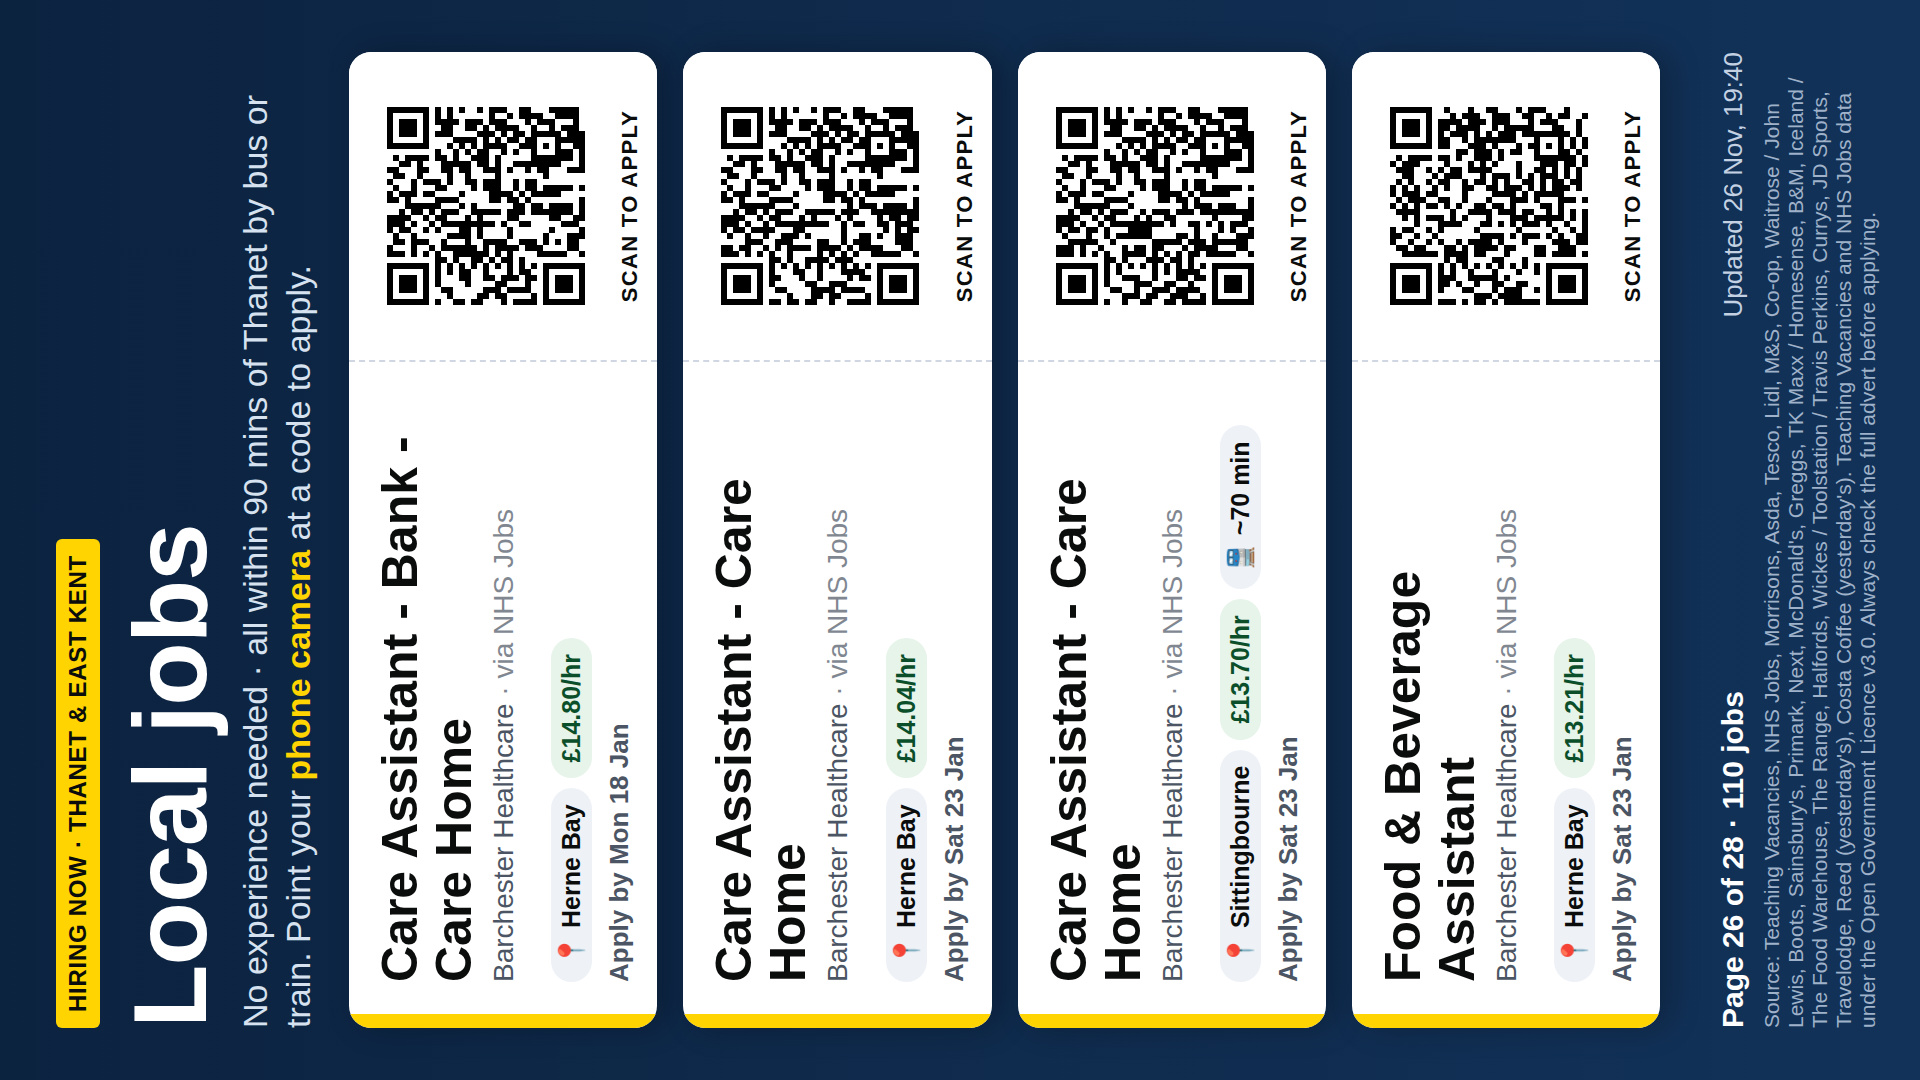 HIRING NOW · THANET & EAST KENT
Local jobs
No experience needed · all within 90 mins of Thanet by bus or
train. Point your phone camera at a code to apply.
Care Assistant - Bank -
Care Home
Barchester Healthcare · via NHS Jobs
📍 Herne Bay £14.80/hr
Apply by Mon 18 Jan
SCAN TO APPLY
Care Assistant - Care
Home
Barchester Healthcare · via NHS Jobs
📍 Herne Bay £14.04/hr
Apply by Sat 23 Jan
SCAN TO APPLY
Care Assistant - Care
Home
Barchester Healthcare · via NHS Jobs
📍 Sittingbourne £13.70/hr 🚆 ~70 min
Apply by Sat 23 Jan
SCAN TO APPLY
Food & Beverage
Assistant
Barchester Healthcare · via NHS Jobs
📍 Herne Bay £13.21/hr
Apply by Sat 23 Jan
SCAN TO APPLY
Page 26 of 28 · 110 jobs
Updated 26 Nov, 19:40
Source: Teaching Vacancies, NHS Jobs, Morrisons, Asda, Tesco, Lidl, M&S, Co-op, Waitrose / John
Lewis, Boots, Sainsbury's, Primark, Next, McDonald's, Greggs, TK Maxx / Homesense, B&M, Iceland /
The Food Warehouse, The Range, Halfords, Wickes / Toolstation / Travis Perkins, Currys, JD Sports,
Travelodge, Reed (yesterday's), Costa Coffee (yesterday's). Teaching Vacancies and NHS Jobs data
under the Open Government Licence v3.0. Always check the full advert before applying.